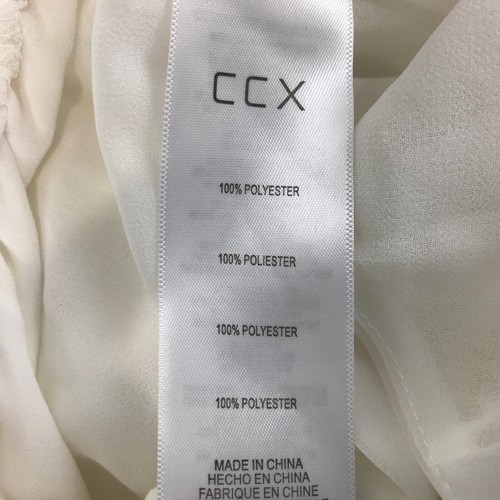 CCX
100% POLYESTER
100% POLIESTER
100% POLYESTER
100% POLYESTER
MADE IN CHINA
HECHO EN CHINA
FABRIQUE EN CHINE